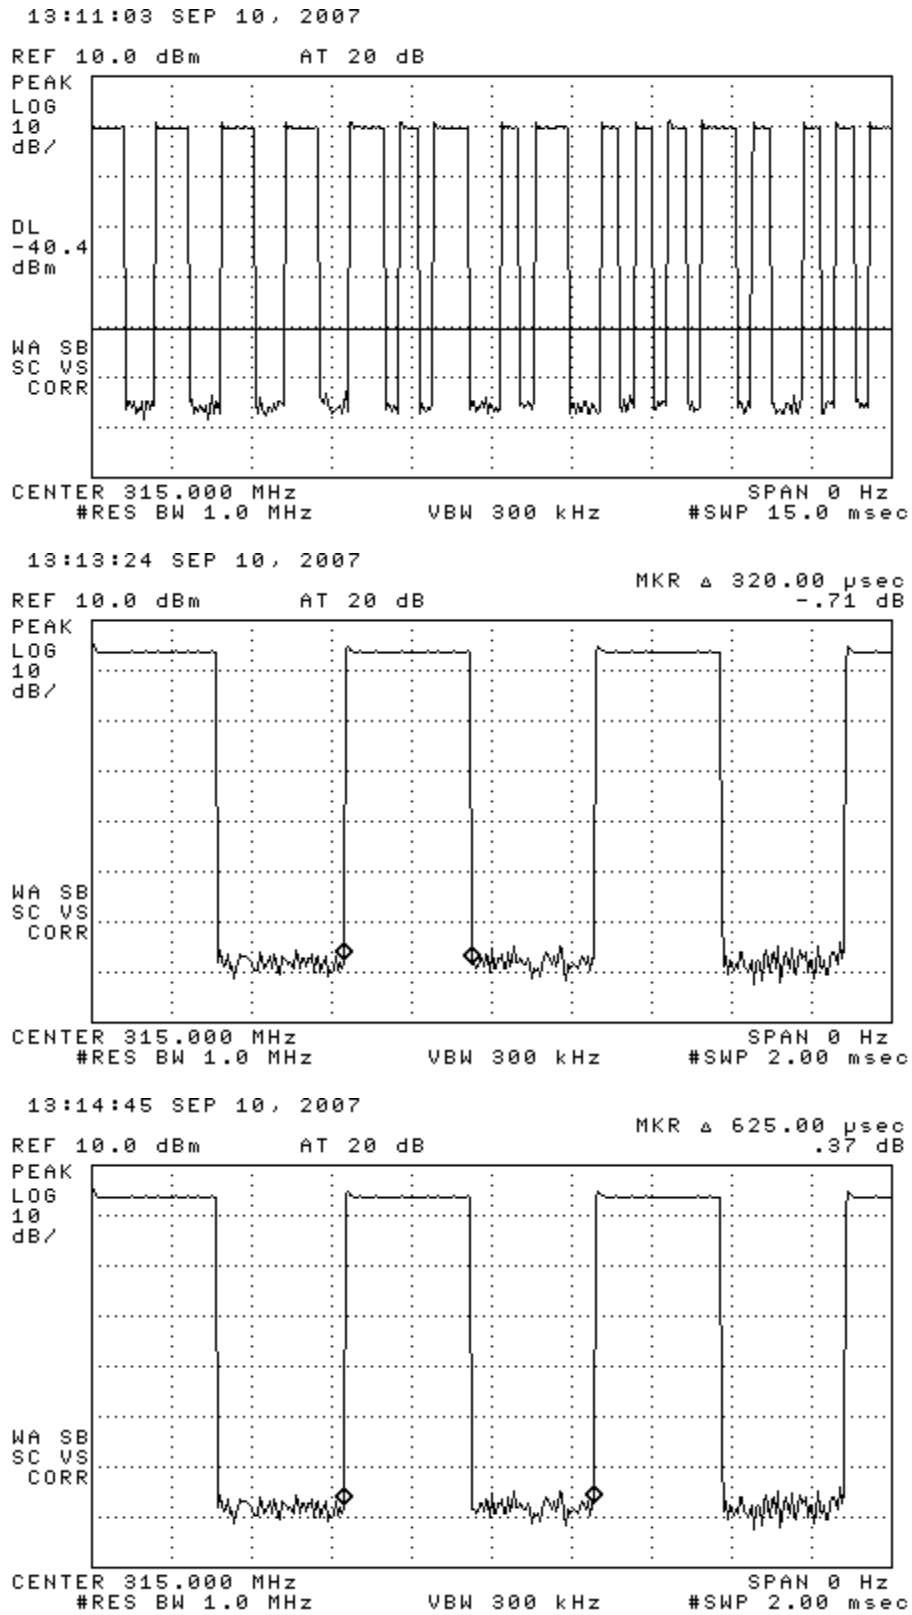 13:11:03 SEP 10, 2007
REF 10.0 dBm AT 20 dB
PEAK
LOG
10
dB/
DL
-40.4
dBm
WA SB
SC VS
CORR
CENTER 315.000 MHz SPAN 0 Hz
#RES BW 1.0 MHz VBW 300 kHz #SWP 15.0 msec
13:13:24 SEP 10, 2007
MKR Δ 320.00 µsec
REF 10.0 dBm AT 20 dB -.71 dB
PEAK
LOG
10
dB/
WA SB
SC VS
CORR
CENTER 315.000 MHz SPAN 0 Hz
#RES BW 1.0 MHz VBW 300 kHz #SWP 2.00 msec
13:14:45 SEP 10, 2007
MKR Δ 625.00 µsec
REF 10.0 dBm AT 20 dB .37 dB
PEAK
LOG
10
dB/
WA SB
SC VS
CORR
CENTER 315.000 MHz SPAN 0 Hz
#RES BW 1.0 MHz VBW 300 kHz #SWP 2.00 msec